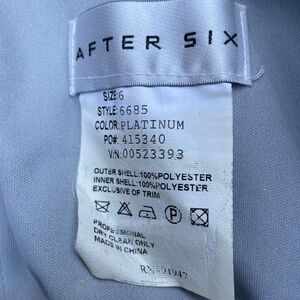 AFTER SIX
SIZE:6
STYLE:6685
COLOR:PLATINUM
PO#: 415340
V/N:00523393
OUTER SHELL:100%POLYESTER
INNER SHELL:100%POLYESTER
EXCLUSIVE OF TRIM
PROFESSIONAL
DRY CLEAN ONLY
MADE IN CHINA
RN#91947